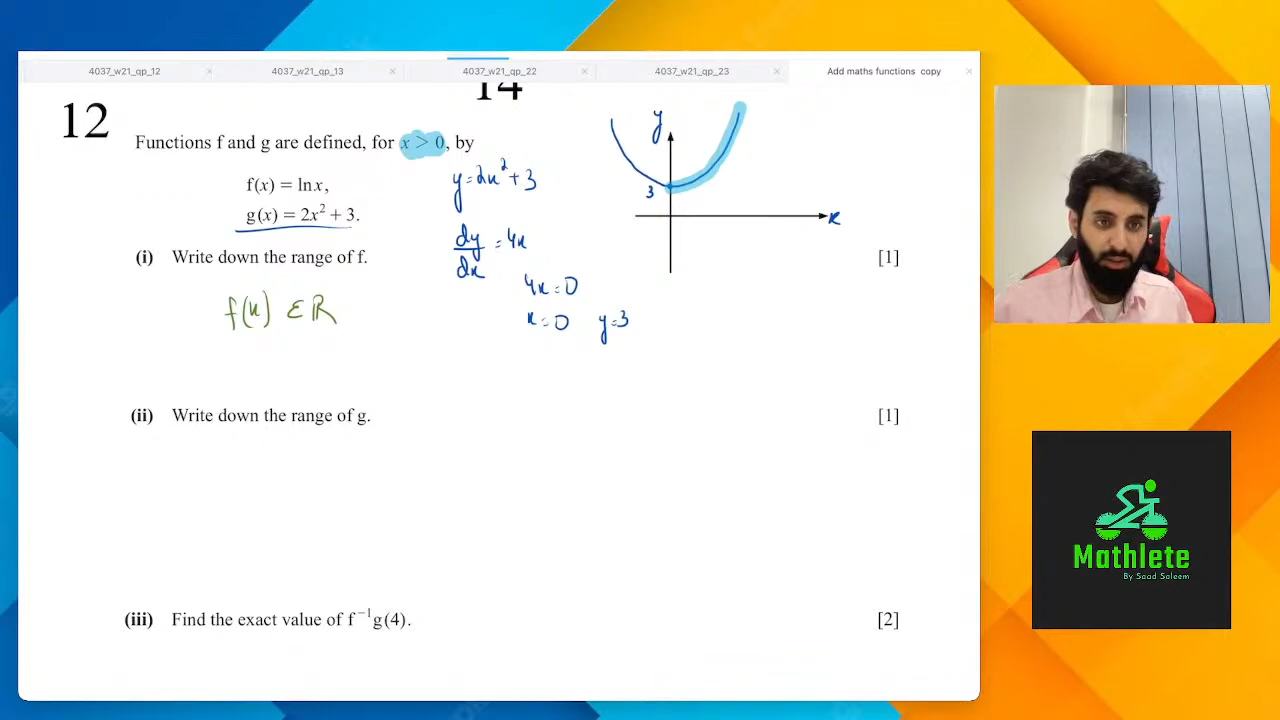 4037_w21_qp_12 × 4037_w21_qp_13 × 4037_w21_qp_22 × 4037_w21_qp_23 × Add maths functions copy ×
14
12
Functions f and g are defined, for x > 0, by
f(x) = ln x,
g(x) = 2x² + 3.
y = 2x² + 3
dy/dx = 4x
4x = 0
x = 0 y = 3
y
3
x
(i) Write down the range of f. [1]
f(x) ∈ ℝ
(ii) Write down the range of g. [1]
(iii) Find the exact value of f⁻¹g(4). [2]
Mathlete
By Saad Saleem